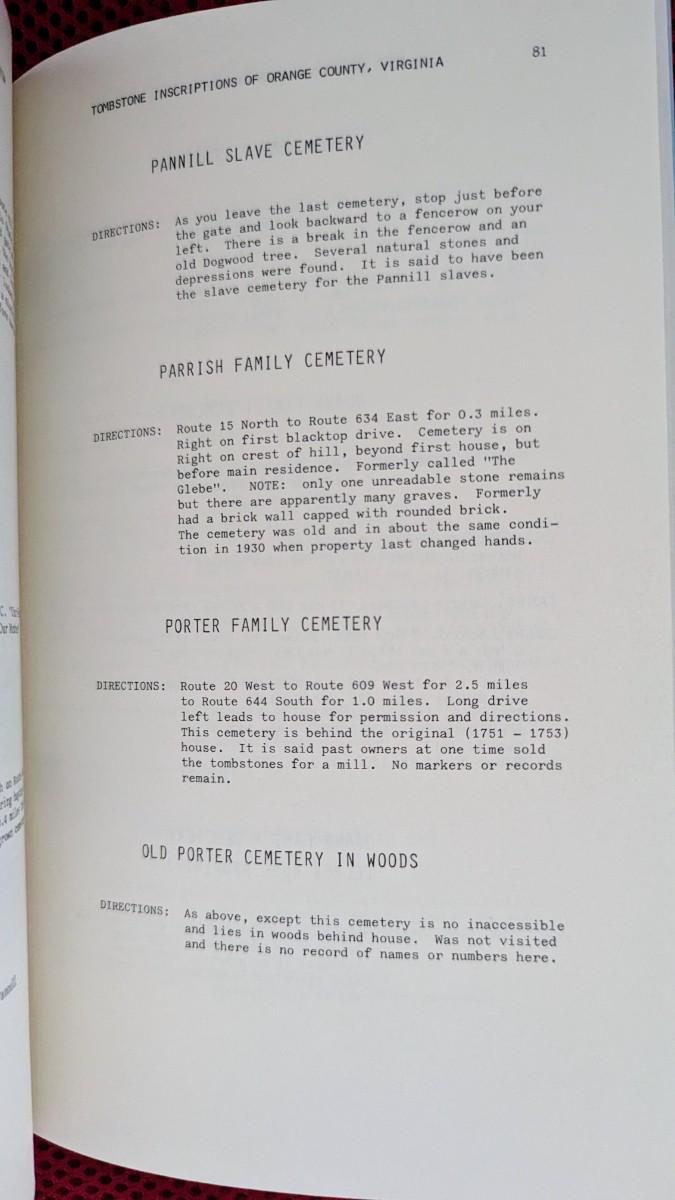 81
TOMBSTONE INSCRIPTIONS OF ORANGE COUNTY, VIRGINIA
PANNILL SLAVE CEMETERY
DIRECTIONS: As you leave the last cemetery, stop just before
the gate and look backward to a fencerow on your
left. There is a break in the fencerow and an
old Dogwood tree. Several natural stones and
depressions were found. It is said to have been
the slave cemetery for the Pannill slaves.
PARRISH FAMILY CEMETERY
DIRECTIONS: Route 15 North to Route 634 East for 0.3 miles.
Right on first blacktop drive. Cemetery is on
Right on crest of hill, beyond first house, but
before main residence. Formerly called "The
Glebe". NOTE: only one unreadable stone remains
but there are apparently many graves. Formerly
had a brick wall capped with rounded brick.
The cemetery was old and in about the same condi-
tion in 1930 when property last changed hands.
PORTER FAMILY CEMETERY
DIRECTIONS: Route 20 West to Route 609 West for 2.5 miles
to Route 644 South for 1.0 miles. Long drive
left leads to house for permission and directions.
This cemetery is behind the original (1751 - 1753)
house. It is said past owners at one time sold
the tombstones for a mill. No markers or records
remain.
OLD PORTER CEMETERY IN WOODS
DIRECTIONS: As above, except this cemetery is no inaccessible
and lies in woods behind house. Was not visited
and there is no record of names or numbers here.